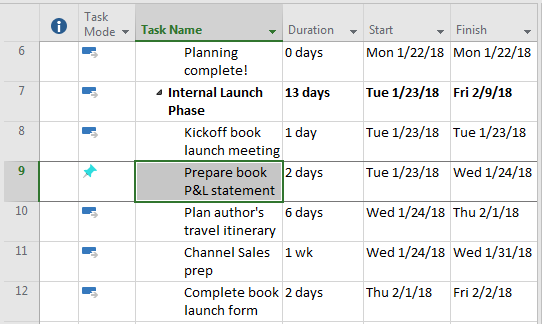 Task Mode Task Name Duration Start Finish
6 Planning complete! 0 days Mon 1/22/18 Mon 1/22/18
7 Internal Launch Phase 13 days Tue 1/23/18 Fri 2/9/18
8 Kickoff book launch meeting 1 day Tue 1/23/18 Tue 1/23/18
9 Prepare book P&L statement 2 days Tue 1/23/18 Wed 1/24/18
10 Plan author's travel itinerary 6 days Wed 1/24/18 Thu 2/1/18
11 Channel Sales prep 1 wk Wed 1/24/18 Wed 1/31/18
12 Complete book launch form 2 days Thu 2/1/18 Fri 2/2/18